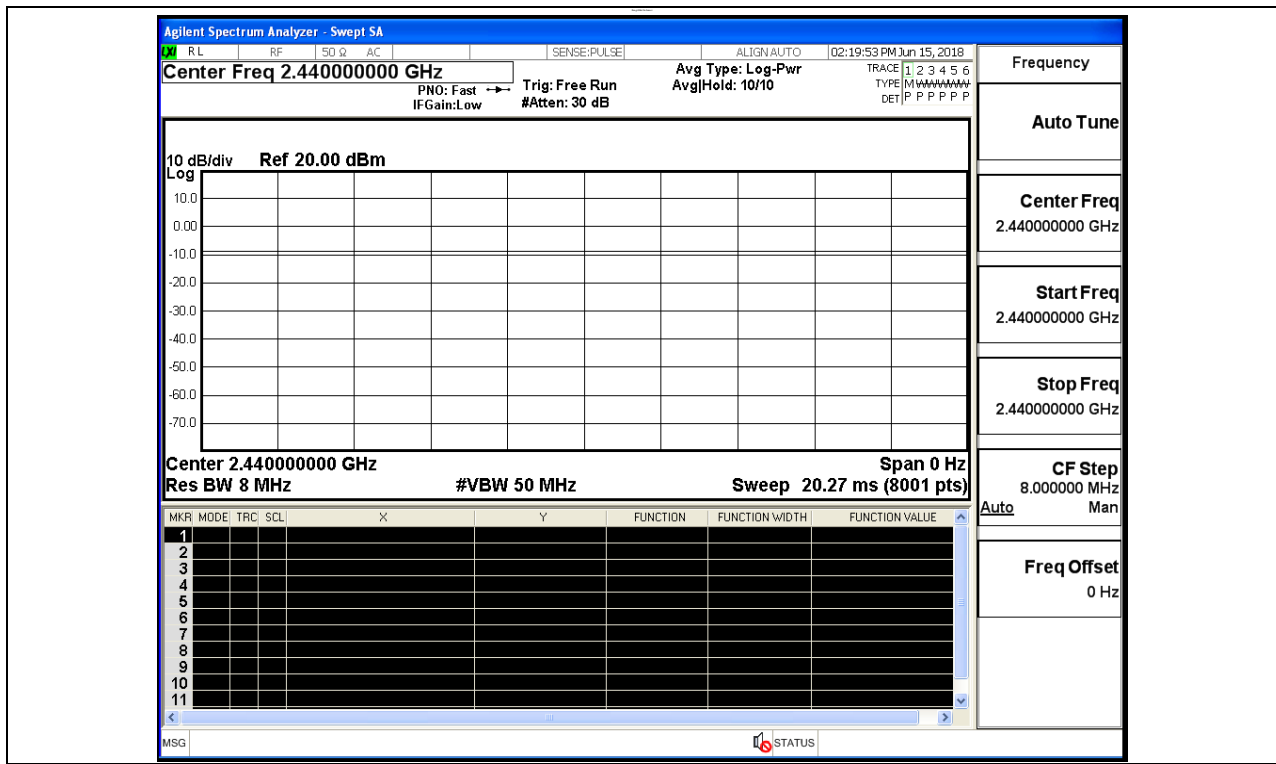 Agilent Spectrum Analyzer - Swept SA
LXI RL RF 50 Ω AC SENSE:PULSE ALIGN AUTO 02:19:53 PM Jun 15, 2018
Center Freq 2.440000000 GHz
PNO: Fast
IFGain:Low
Trig: Free Run
#Atten: 30 dB
Avg Type: Log-Pwr
Avg|Hold: 10/10
TRACE 1 2 3 4 5 6
TYPE M W W W W W
DET P P P P P P
10 dB/div Ref 20.00 dBm
Log
10.0
0.00
-10.0
-20.0
-30.0
-40.0
-50.0
-60.0
-70.0
Center 2.440000000 GHz Span 0 Hz
Res BW 8 MHz #VBW 50 MHz Sweep 20.27 ms (8001 pts)
MKR MODE TRC SCL X Y FUNCTION FUNCTION WIDTH FUNCTION VALUE
1
2
3
4
5
6
7
8
9
10
11
MSG STATUS
Frequency
Auto Tune
Center Freq
2.440000000 GHz
Start Freq
2.440000000 GHz
Stop Freq
2.440000000 GHz
CF Step
8.000000 MHz
Auto Man
Freq Offset
0 Hz